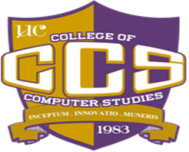 UC
COLLEGE OF
CCS
COMPUTER STUDIES
INCEPTUM . INNOVATIO . MUNERIS
1983